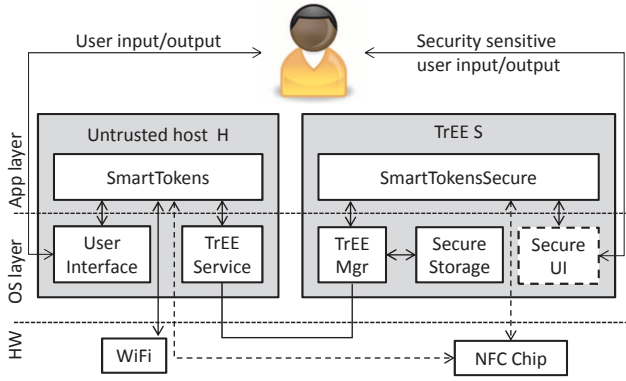 User input/output
Security sensitive
user input/output
App layer
Untrusted host H
TrEE S
SmartTokens
SmartTokensSecure
OS layer
User
Interface
TrEE
Service
TrEE
Mgr
Secure
Storage
Secure
UI
HW
WiFi
NFC Chip